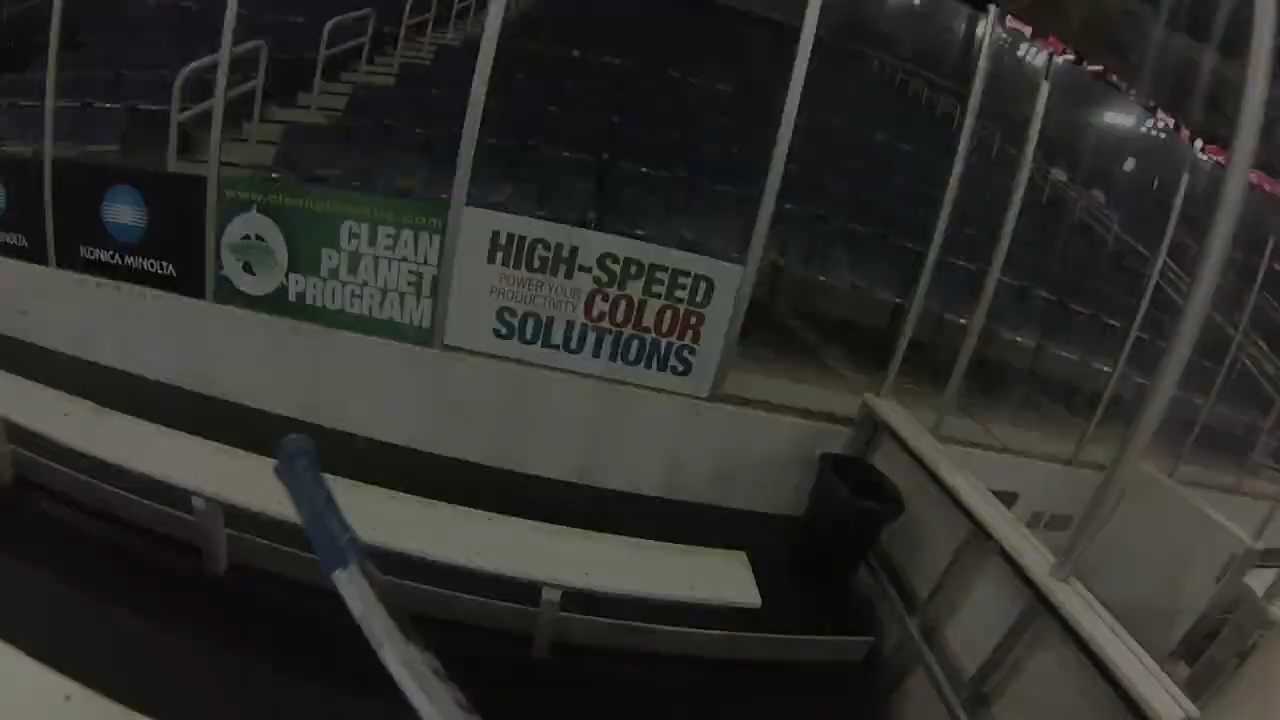 KONICA MINOLTA
CLEAN
PLANET
PROGRAM
HIGH-SPEED
POWER YOUR
PRODUCTIVITY
COLOR
SOLUTIONS